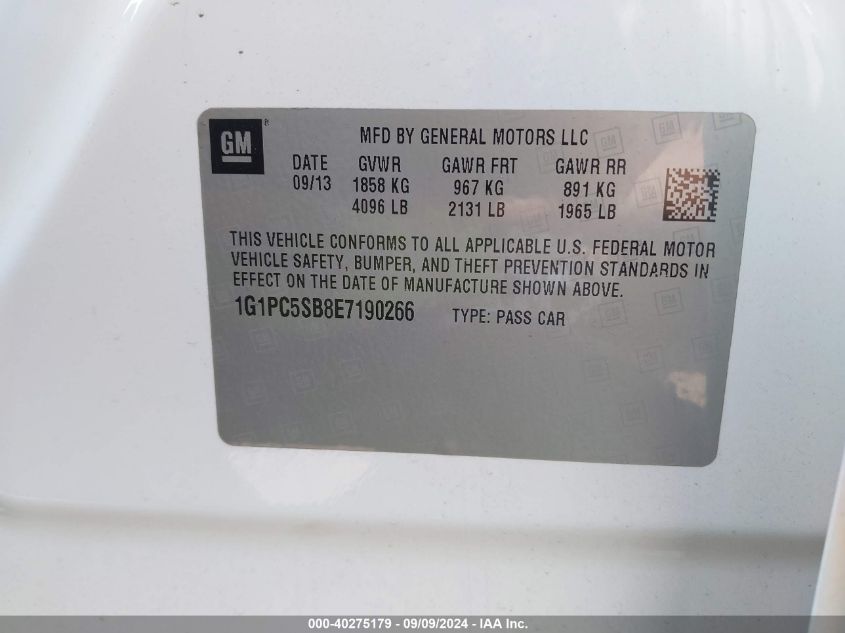 GM ® MFD BY GENERAL MOTORS LLC
DATE GVWR GAWR FRT GAWR RR
09/13 1858 KG 967 KG 891 KG
4096 LB 2131 LB 1965 LB
THIS VEHICLE CONFORMS TO ALL APPLICABLE U.S. FEDERAL MOTOR
VEHICLE SAFETY, BUMPER, AND THEFT PREVENTION STANDARDS IN
EFFECT ON THE DATE OF MANUFACTURE SHOWN ABOVE.
1G1PC5SB8E7190266 TYPE: PASS CAR
000-40275179 - 09/09/2024 - IAA Inc.